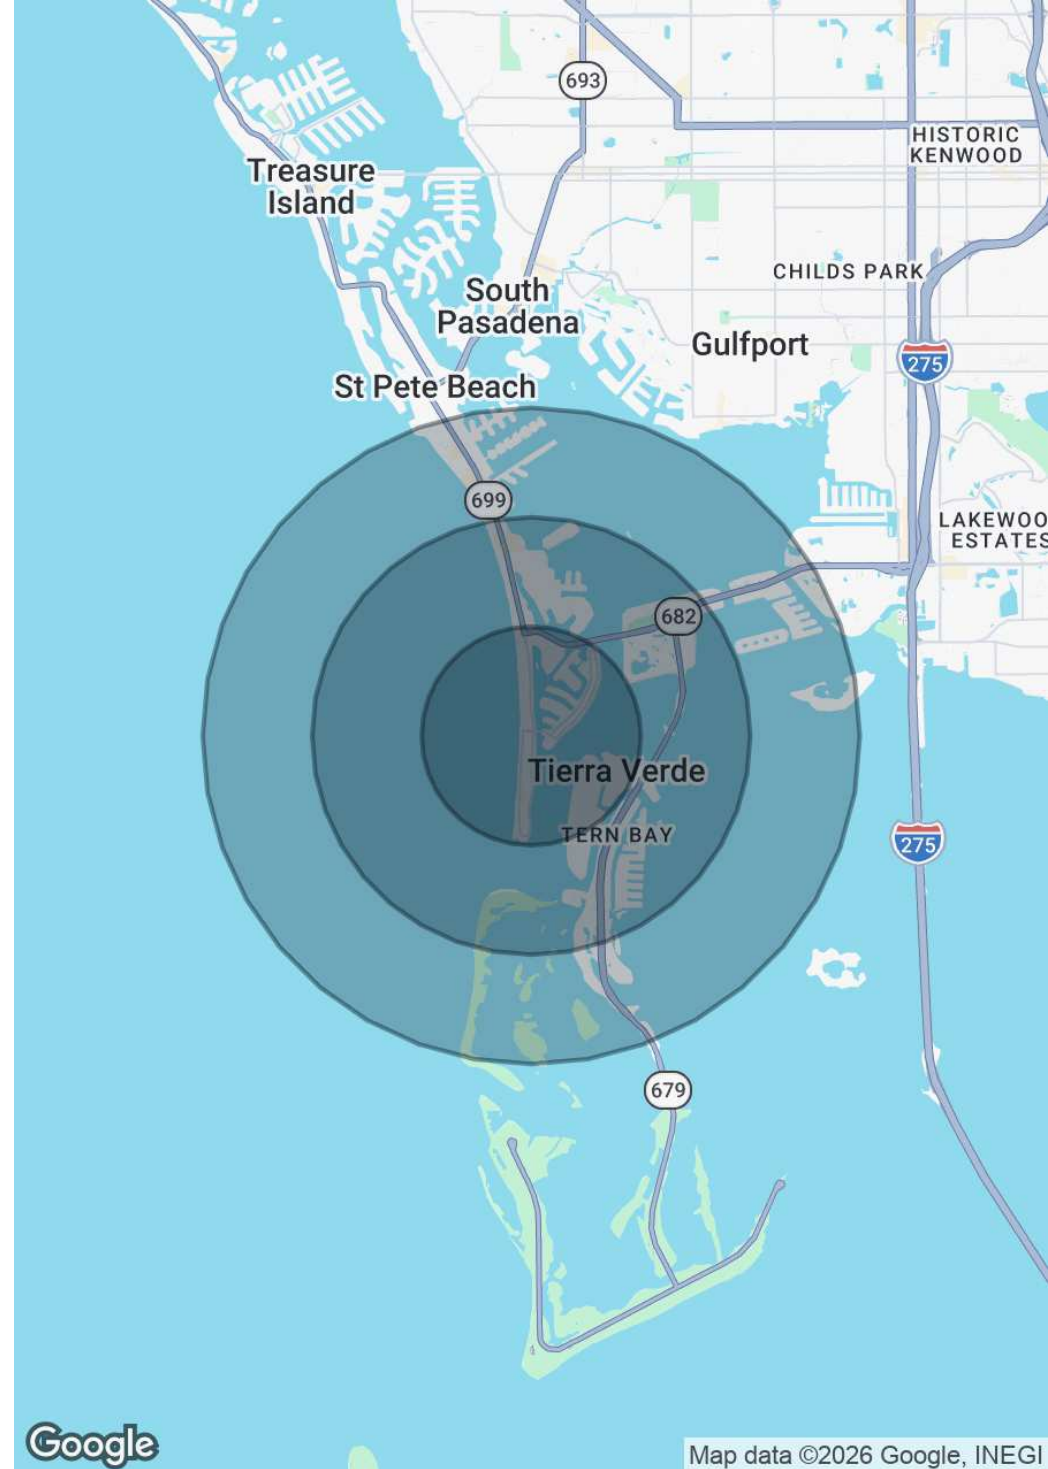 693
HISTORIC
KENWOOD
Treasure
Island
CHILDS PARK
South
Pasadena
Gulfport
275
St Pete Beach
699
LAKEWOO
ESTATES
682
Tierra Verde
TERN BAY
275
679
Google
Map data ©2026 Google, INEGI